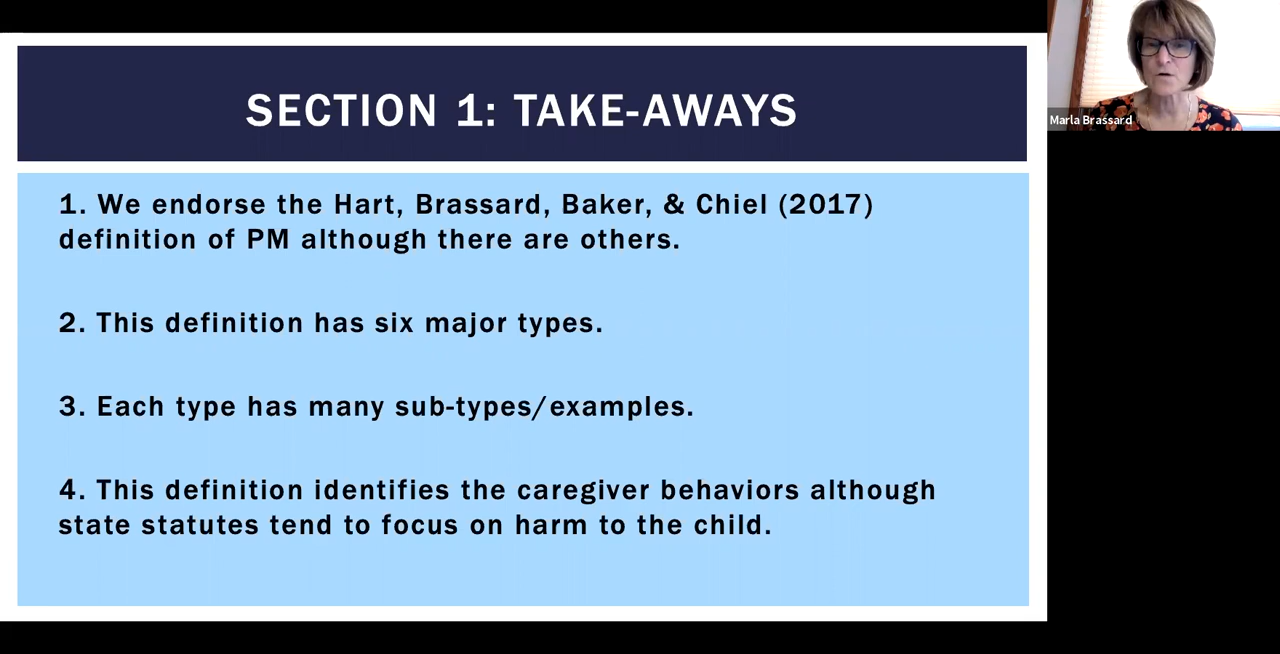 SECTION 1: TAKE-AWAYS
1. We endorse the Hart, Brassard, Baker, & Chiel (2017)
definition of PM although there are others.
2. This definition has six major types.
3. Each type has many sub-types/examples.
4. This definition identifies the caregiver behaviors although
state statutes tend to focus on harm to the child.
Marla Brassard